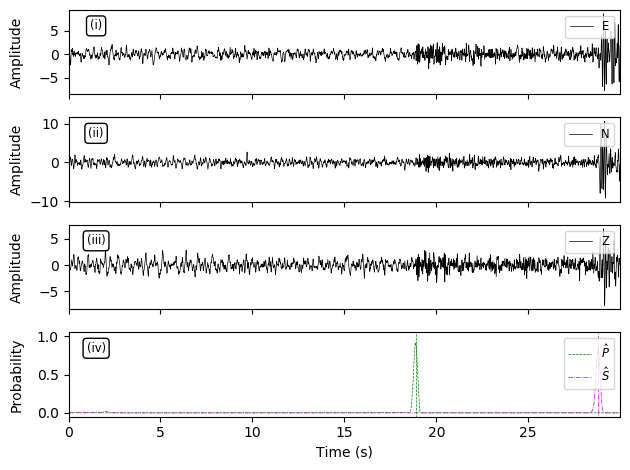 (i)
E
Amplitude
5
0
−5
(ii)
N
Amplitude
10
0
−10
(iii)
Z
Amplitude
5
0
−5
(iv)
P̂
Ŝ
Probability
1.0
0.5
0.0
0 5 10 15 20 25
Time (s)